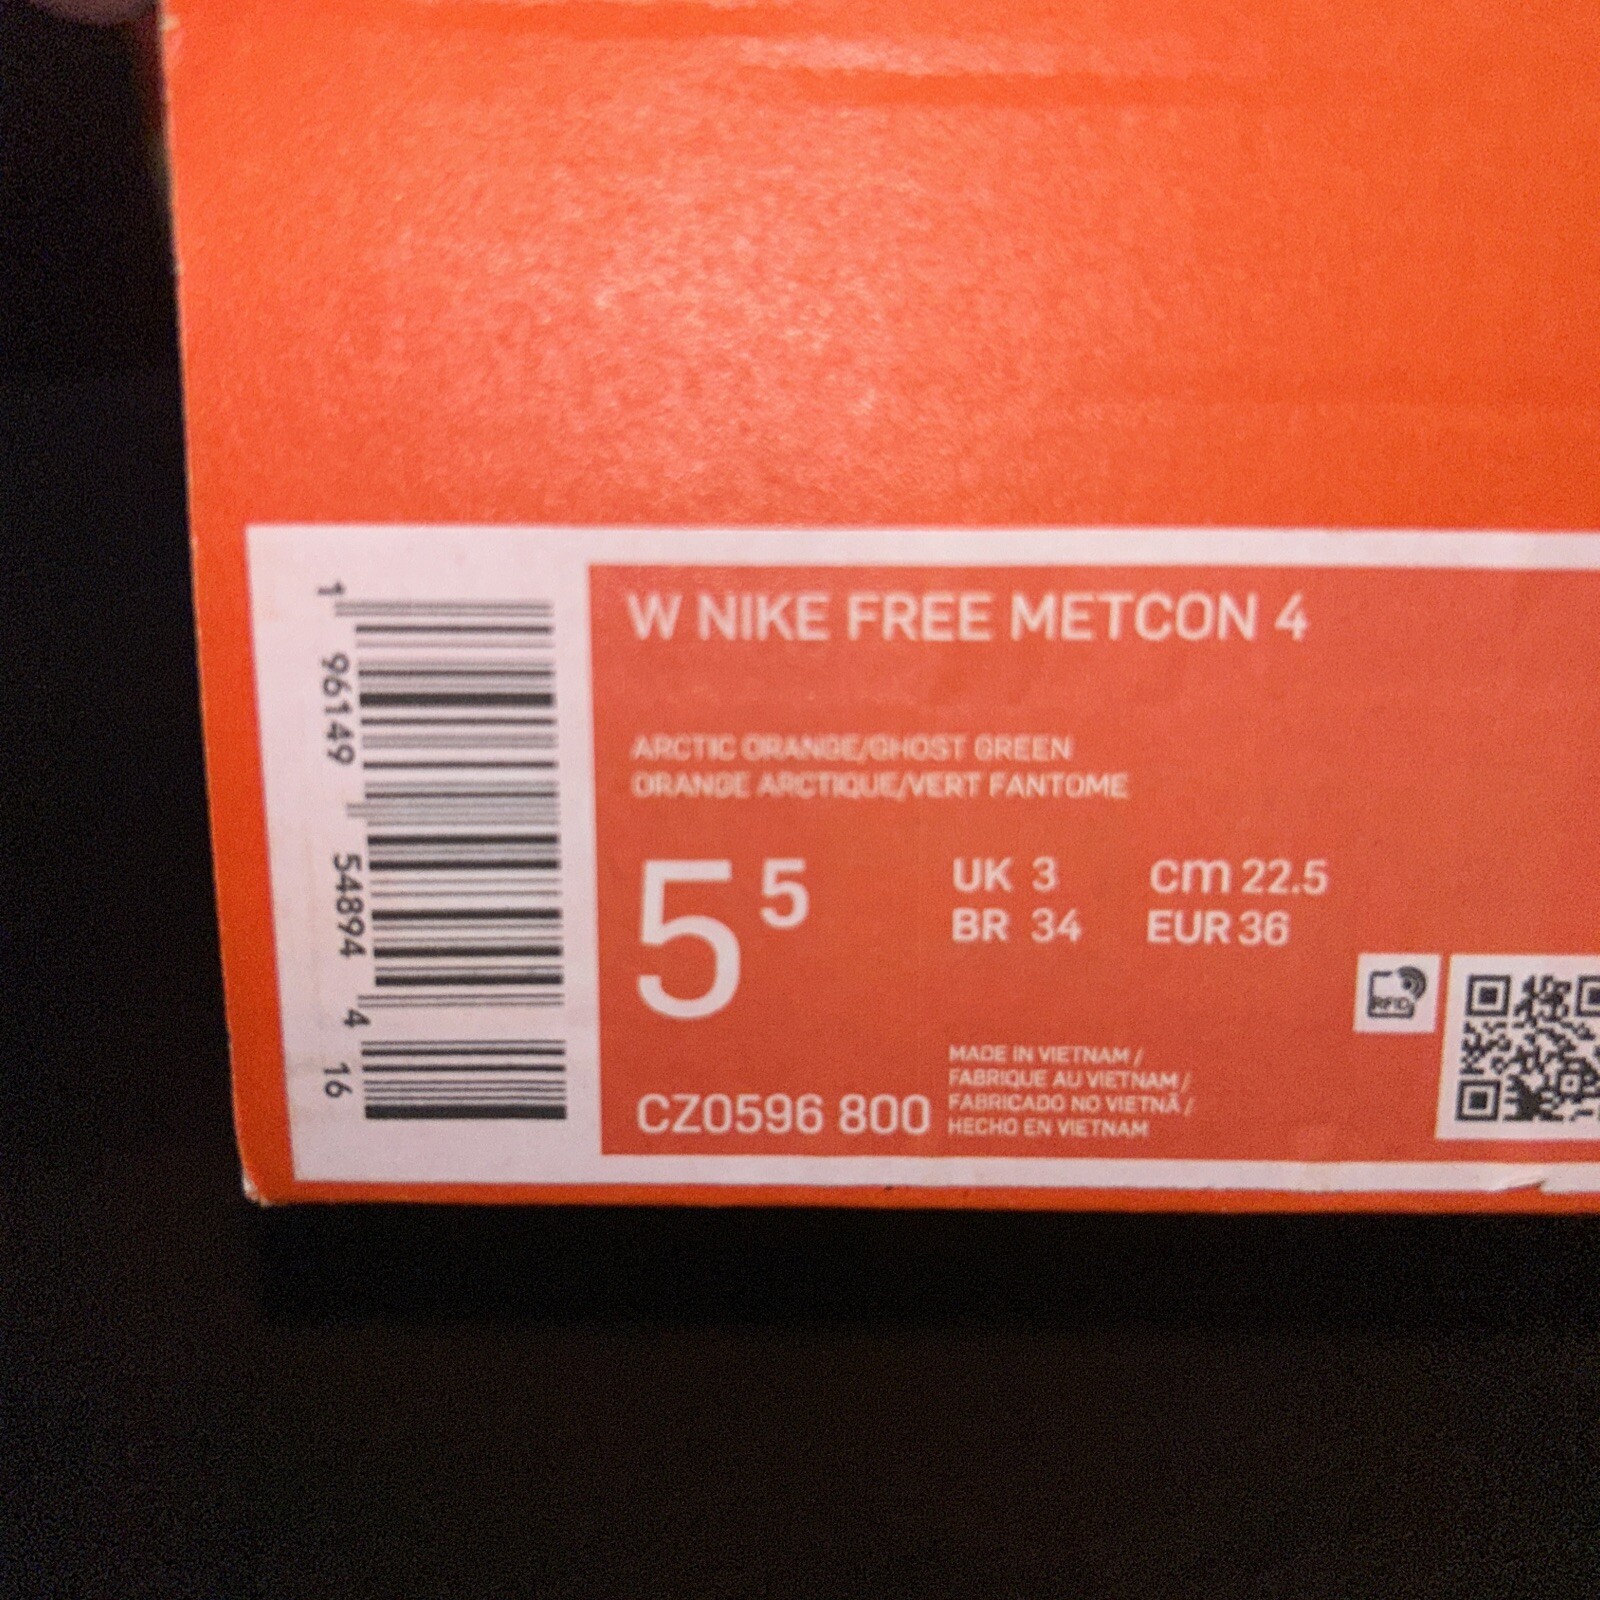 1 96149 54894 4 16
W NIKE FREE METCON 4
ARCTIC ORANGE/GHOST GREEN
ORANGE ARCTIQUE/VERT FANTOME
5 5
UK 3 cm 22.5
BR 34 EUR 36
RFID
CZ0596 800
MADE IN VIETNAM /
FABRIQUE AU VIETNAM /
FABRICADO NO VIETNÃ /
HECHO EN VIETNAM